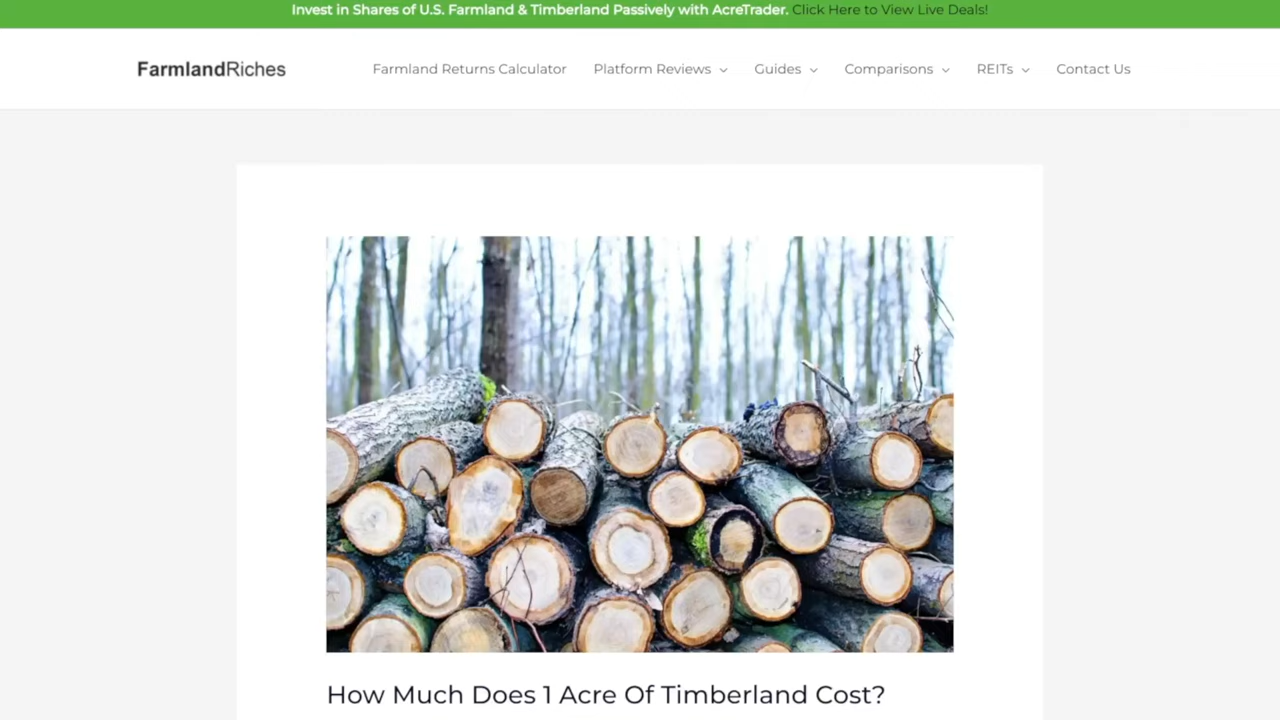 Invest in Shares of U.S. Farmland & Timberland Passively with AcreTrader. Click Here to View Live Deals!
FarmlandRiches
Farmland Returns Calculator
Platform Reviews
Guides
Comparisons
REITs
Contact Us
How Much Does 1 Acre Of Timberland Cost?